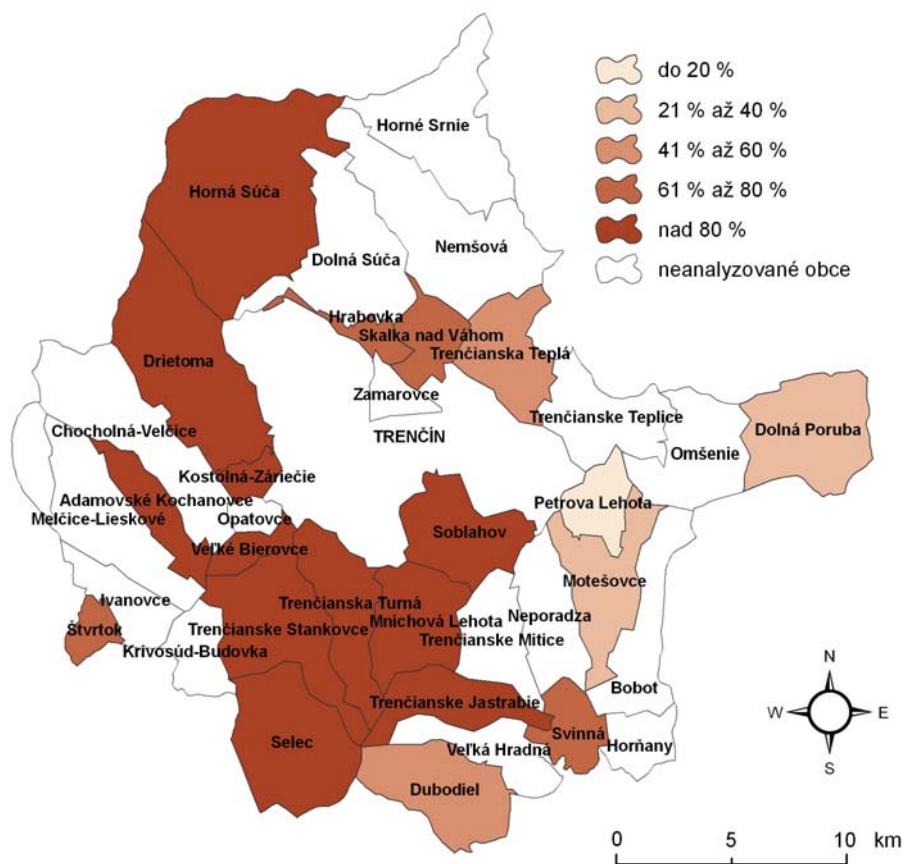 do 20 %
21 % až 40 %
41 % až 60 %
61 % až 80 %
nad 80 %
neanalyzované obce
Horné Srnie
Horná Súča
Nemšová
Dolná Súča
Hrabovka
Skalka nad Váhom
Trenčianska Teplá
Drietoma
Zamarovce
Trenčianske Teplice
Dolná Poruba
TRENČÍN
Chocholná-Velčice
Omšenie
Kostolná-Záriečie
Adamovské Kochanovce
Petrova Lehota
Melčice-Lieskové
Opatovce
Soblahov
Veľké Bierovce
Motešovce
Ivanovce
Trenčianska Turná
Neporadza
Mnichová Lehota
Štvrtok
Trenčianske Stankovce
Trenčianske Mitice
Krivosúd-Budovka
Bobot
Trenčianske Jastrabie
Selec
Svinná
Veľká Hradná
Horňany
Dubodiel
N
W
E
S
0 5 10 km